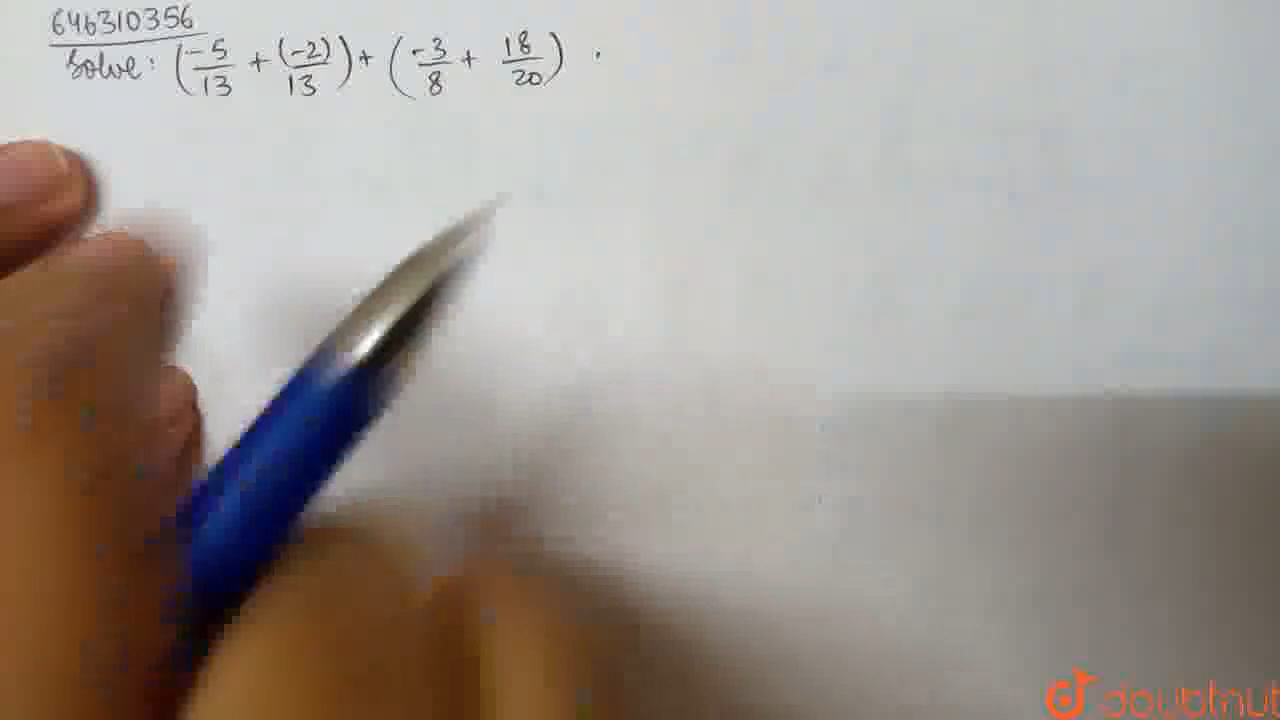 646310356
Solve: (-5/13 + (-2)/13) + (-3/8 + 18/20) .
doubtnut